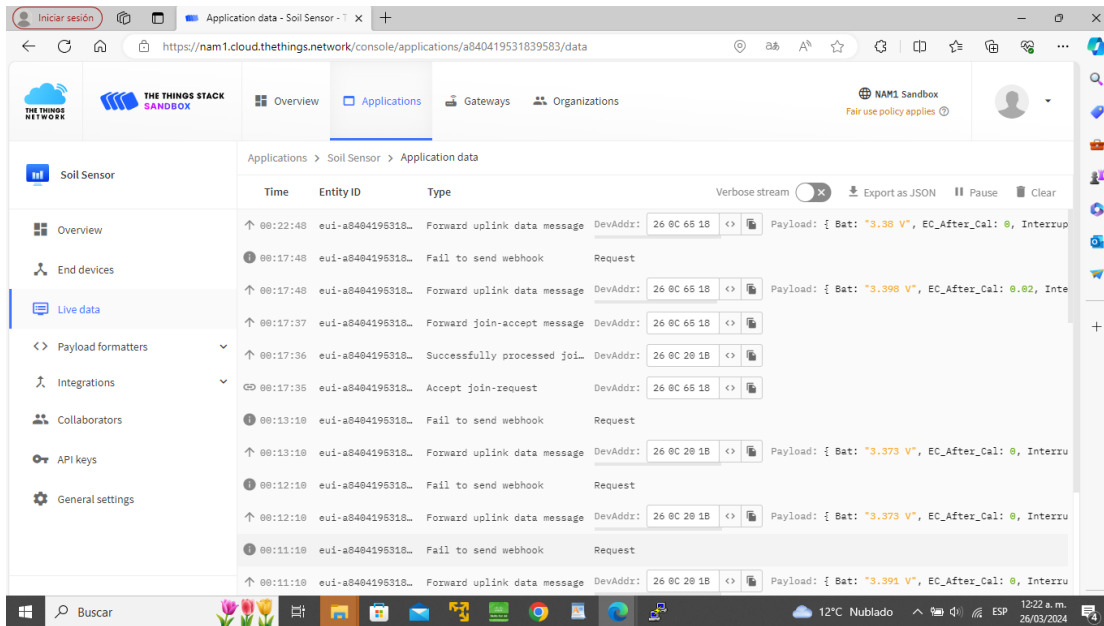 Iniciar sesión
Application data - Soil Sensor - T
https://nam1.cloud.thethings.network/console/applications/a840419531839583/data
THE THINGS NETWORK
THE THINGS STACK
SANDBOX
Overview
Applications
Gateways
Organizations
NAM1 Sandbox
Fair use policy applies
Soil Sensor
Overview
End devices
Live data
Payload formatters
Integrations
Collaborators
API keys
General settings
Applications > Soil Sensor > Application data
Time Entity ID Type Verbose stream Export as JSON Pause Clear
00:22:48 eui-a8404195318… Forward uplink data message DevAddr: 26 0C 65 18 <> Payload: { Bat: "3.38 V", EC_After_Cal: 0, Interrup
00:17:48 eui-a8404195318… Fail to send webhook Request
00:17:48 eui-a8404195318… Forward uplink data message DevAddr: 26 0C 65 18 <> Payload: { Bat: "3.398 V", EC_After_Cal: 0.02, Inte
00:17:37 eui-a8404195318… Forward join-accept message DevAddr: 26 0C 65 18 <>
00:17:36 eui-a8404195318… Successfully processed joi… DevAddr: 26 0C 20 1B <>
00:17:35 eui-a8404195318… Accept join-request DevAddr: 26 0C 65 18 <>
00:13:10 eui-a8404195318… Fail to send webhook Request
00:13:10 eui-a8404195318… Forward uplink data message DevAddr: 26 0C 20 1B <> Payload: { Bat: "3.373 V", EC_After_Cal: 0, Interru
00:12:10 eui-a8404195318… Fail to send webhook Request
00:12:10 eui-a8404195318… Forward uplink data message DevAddr: 26 0C 20 1B <> Payload: { Bat: "3.373 V", EC_After_Cal: 0, Interru
00:11:10 eui-a8404195318… Fail to send webhook Request
00:11:10 eui-a8404195318… Forward uplink data message DevAddr: 26 0C 20 1B <> Payload: { Bat: "3.391 V", EC_After_Cal: 0, Interru
Buscar
12°C Nublado
ESP
12:22 a. m.
26/03/2024
4